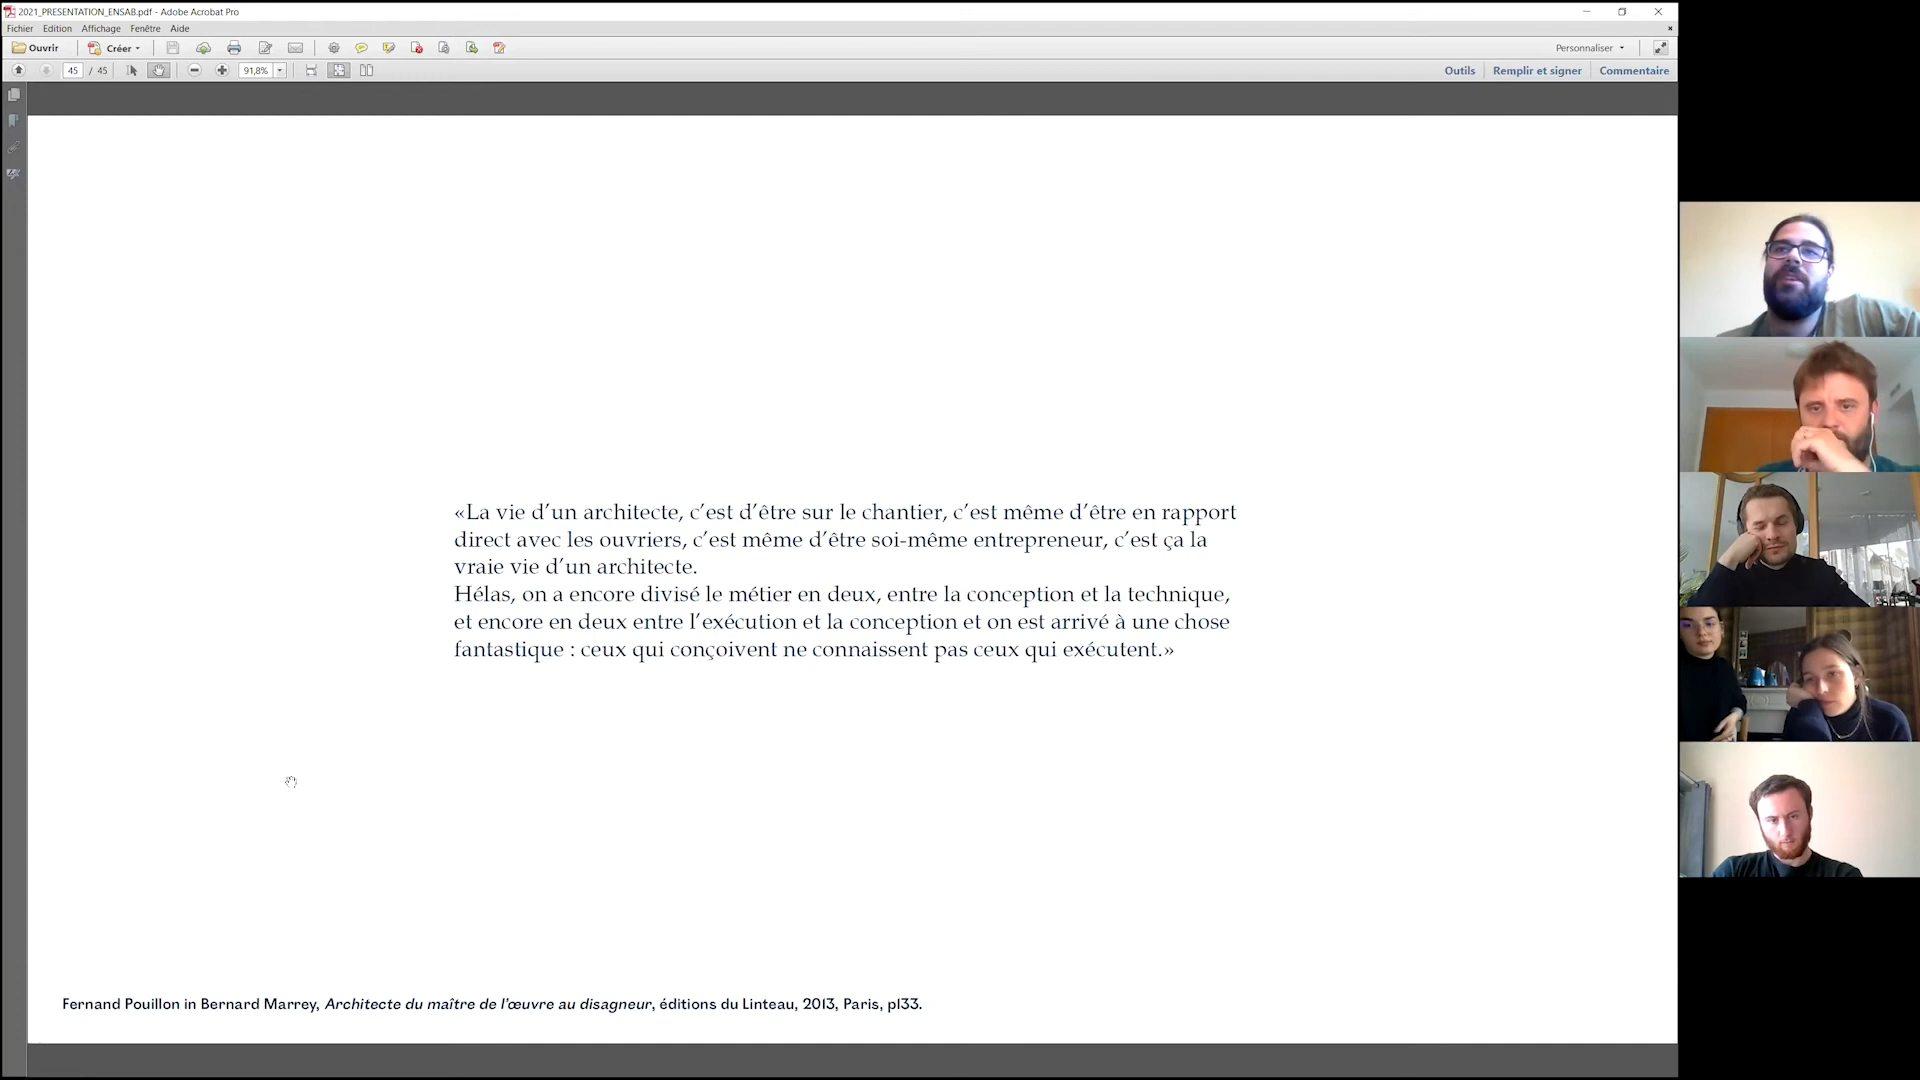 2021_PRESENTATION_ENSAB.pdf - Adobe Acrobat Pro
Fichier Edition Affichage Fenêtre Aide
Ouvrir Créer Personnaliser
45 / 45 91,8% Outils Remplir et signer Commentaire
«La vie d’un architecte, c’est d’être sur le chantier, c’est même d’être en rapport
direct avec les ouvriers, c’est même d’être soi-même entrepreneur, c’est ça la
vraie vie d’un architecte.
Hélas, on a encore divisé le métier en deux, entre la conception et la technique,
et encore en deux entre l’exécution et la conception et on est arrivé à une chose
fantastique : ceux qui conçoivent ne connaissent pas ceux qui exécutent.»
Fernand Pouillon in Bernard Marrey, Architecte du maître de l’œuvre au disagneur, éditions du Linteau, 2013, Paris, p133.